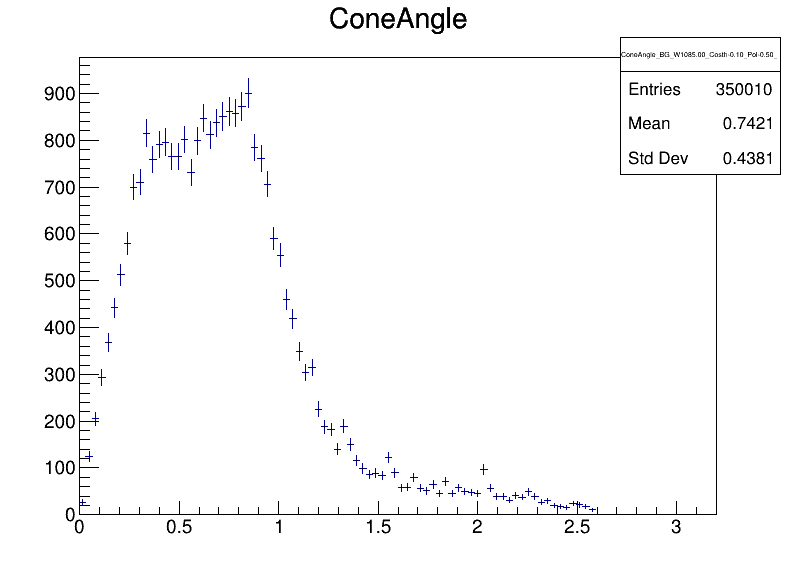 ConeAngle
ConeAngle_BG_W1085.00_Costh-0.10_Pol-0.50_
Entries 350010
Mean 0.7421
Std Dev 0.4381
900
800
700
600
500
400
300
200
100
0
0 0.5 1 1.5 2 2.5 3